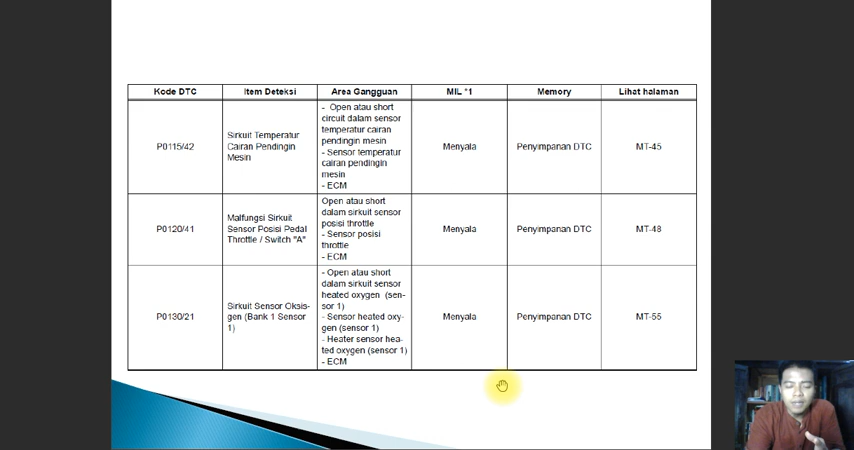 Kode DTC
Item Deteksi
Area Gangguan
MIL *1
Memory
Lihat halaman
P0115/42
Sirkuit Temperatur
Cairan Pendingin
Mesin
- Open atau short
circuit dalam sensor
temperatur cairan
pendingin mesin
- Sensor temperatur
cairan pendingin
mesin
- ECM
Menyala
Penyimpanan DTC
MT-45
P0120/41
Malfungsi Sirkuit
Sensor Posisi Pedal
Throttle / Switch "A"
Open atau short
dalam sirkuit sensor
posisi throttle
- Sensor posisi
throttle
- ECM
Menyala
Penyimpanan DTC
MT-48
P0130/21
Sirkuit Sensor Oksis-
gen (Bank 1 Sensor
1)
- Open atau short
dalam sirkuit sensor
heated oxygen (sen-
sor 1)
- Sensor heated oxy-
gen (sensor 1)
- Heater sensor hea-
ted oxygen (sensor 1)
- ECM
Menyala
Penyimpanan DTC
MT-55